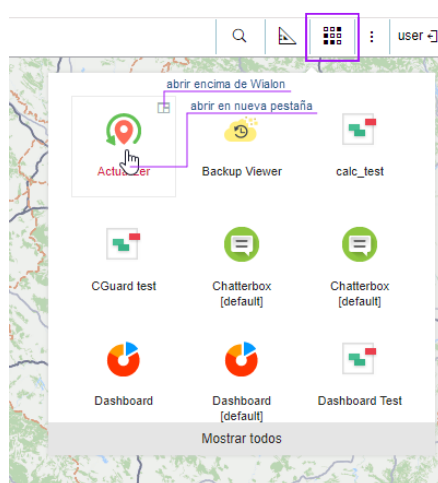 user
abrir encima de Wialon
abrir en nueva pestaña
Actualizer
Backup Viewer
calc_test
CGuard test
Chatterbox
[default]
Chatterbox
[default]
Dashboard
Dashboard
[default]
Dashboard Test
Mostrar todos